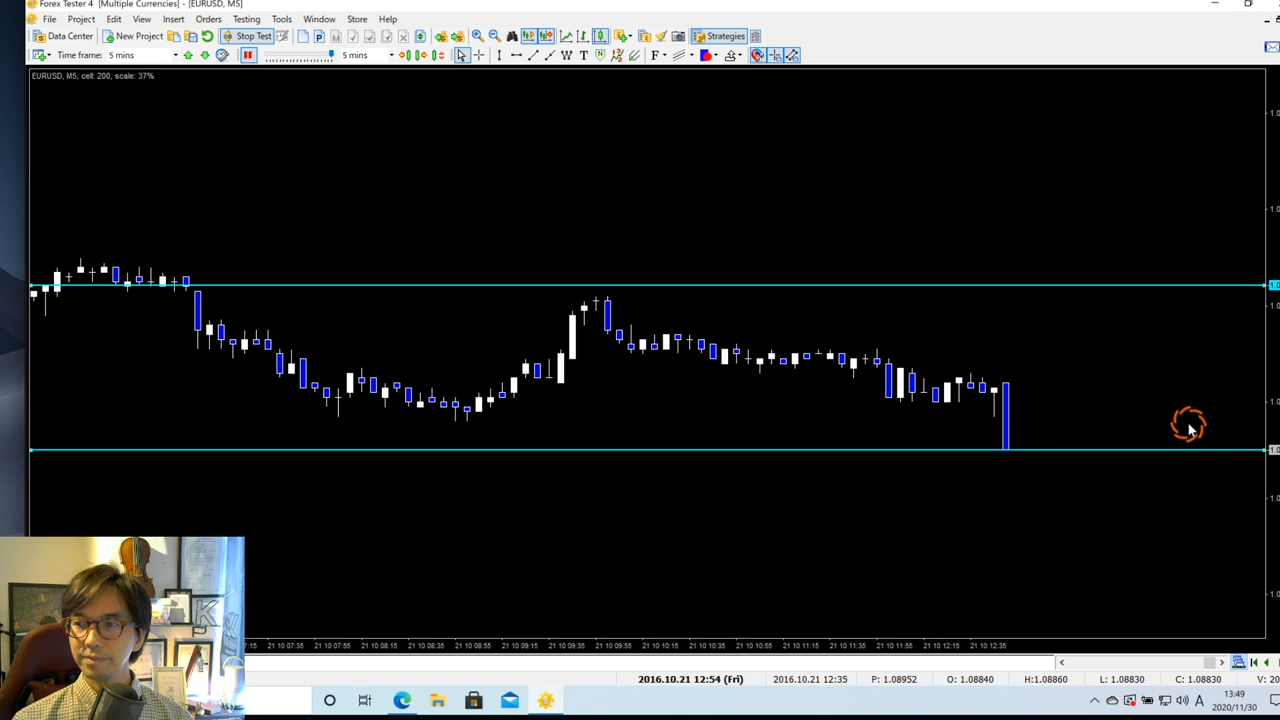 Forex Tester 4 [Multiple Currencies] - [EURUSD, M5]
File Project Edit View Insert Orders Testing Tools Window Store Help
Data Center New Project Stop Test Strategies
Time frame: 5 mins 5 mins
EURUSD, M5, cell: 200, scale: 37%
7:15 21 10 07:35 21 10 07:55 21 10 08:15 21 10 08:35 21 10 08:55 21 10 09:15 21 10 09:35 21 10 09:55 21 10 10:15 21 10 10:35 21 10 10:55 21 10 11:15 21 10 11:35 21 10 11:55 21 10 12:15 21 10 12:35
2016.10.21 12:54 (Fri) 2016.10.21 12:35 P: 1.08952 O: 1.08840 H: 1.08860 L: 1.08830 C: 1.08830 V: 20
A 13:49
2020/11/30